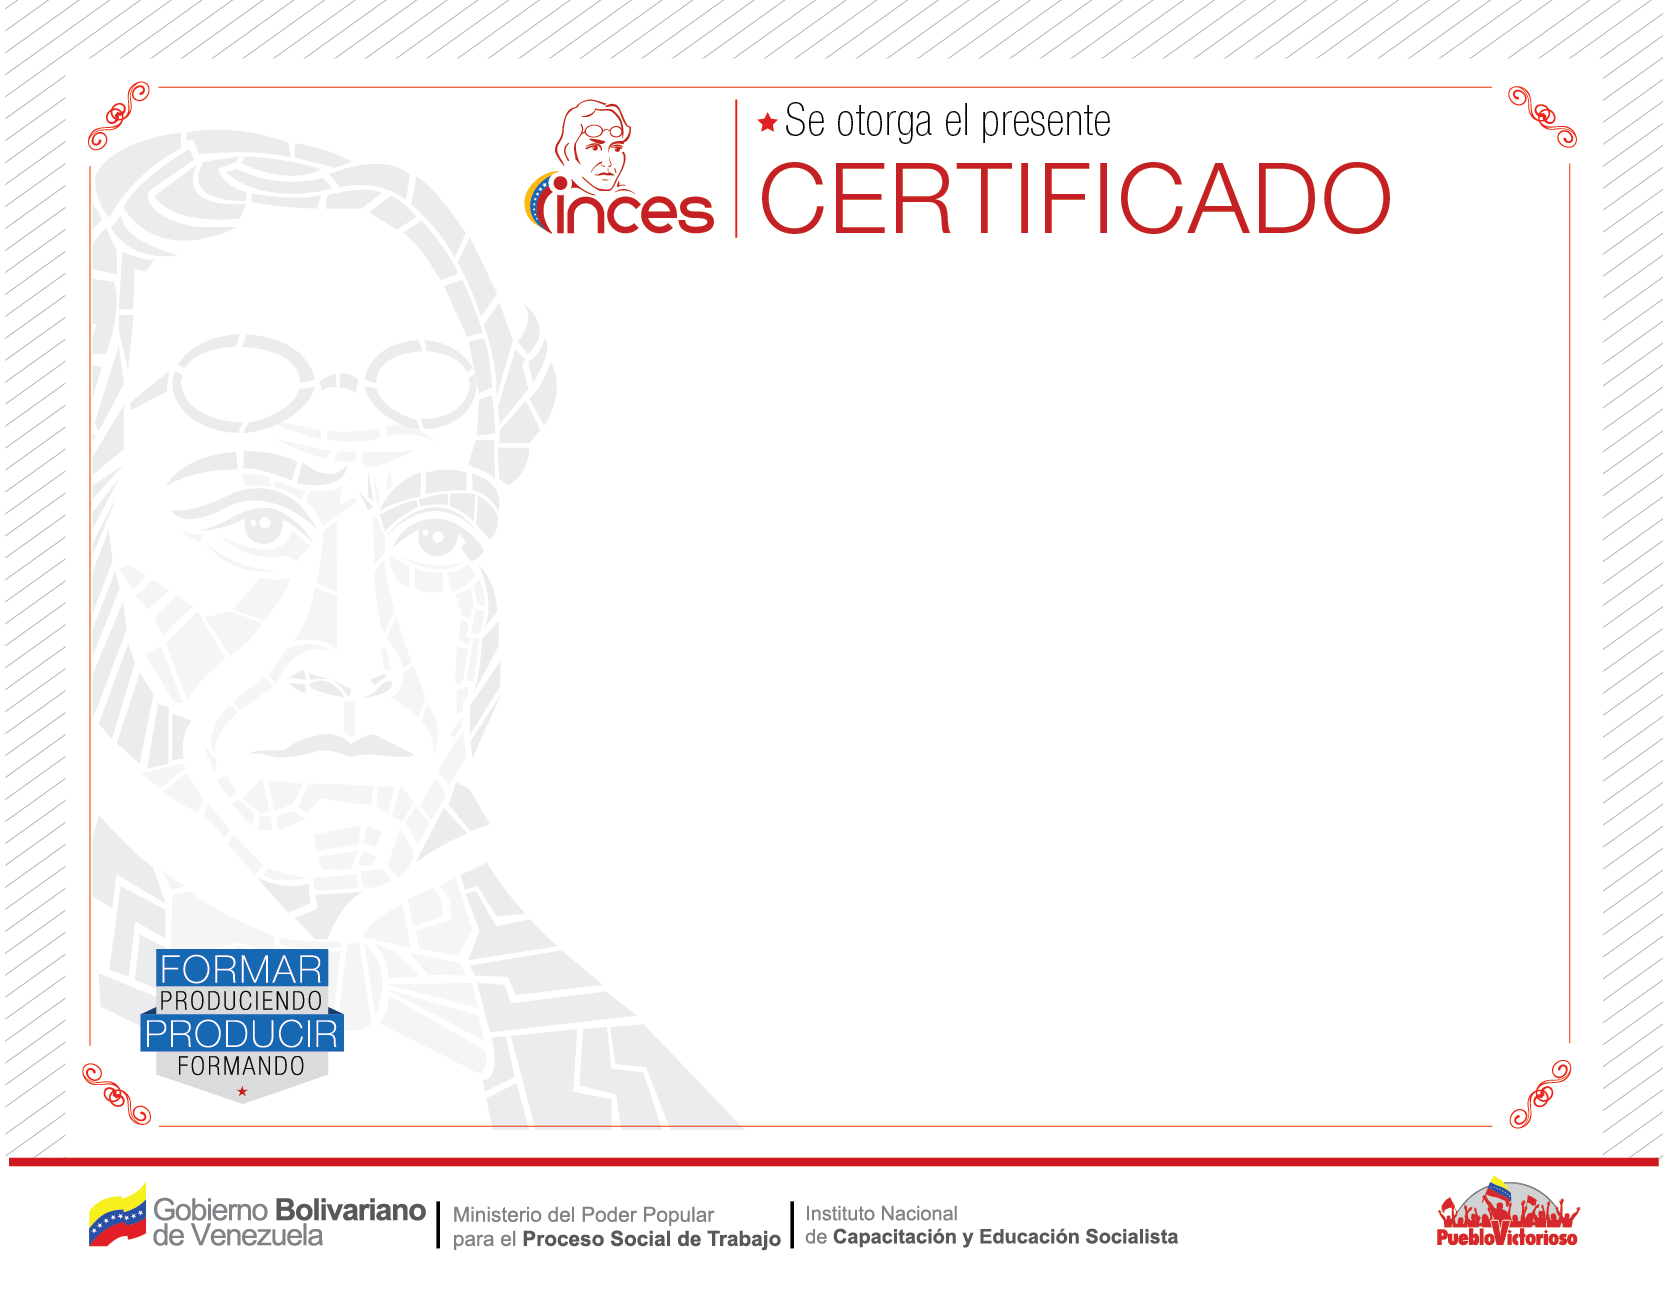 Se otorga el presente
inces
CERTIFICADO
FORMAR
PRODUCIENDO
PRODUCIR
FORMANDO
Gobierno Bolivariano
de Venezuela
Ministerio del Poder Popular
para el Proceso Social de Trabajo
Instituto Nacional
de Capacitación y Educación Socialista
PuebloVictorioso